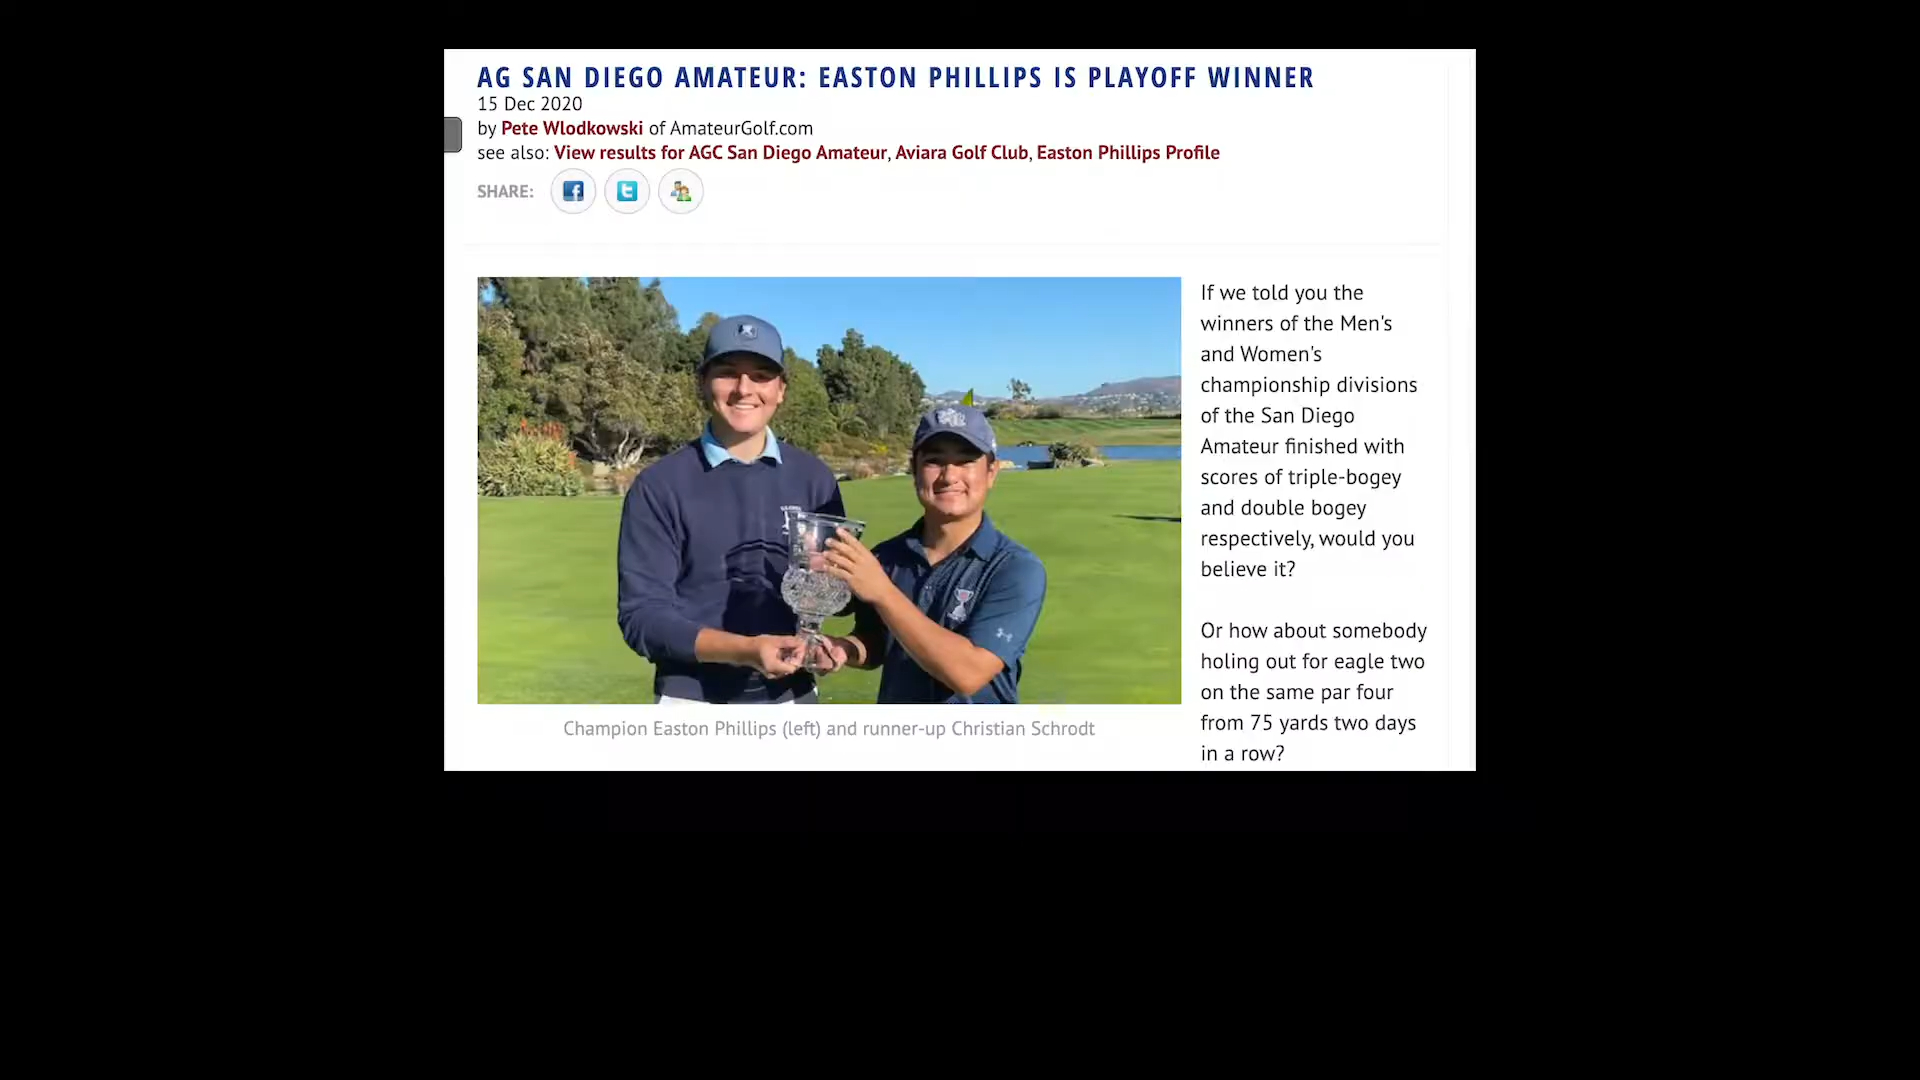 AG SAN DIEGO AMATEUR: EASTON PHILLIPS IS PLAYOFF WINNER
15 Dec 2020
by Pete Wlodkowski of AmateurGolf.com
see also: View results for AGC San Diego Amateur, Aviara Golf Club, Easton Phillips Profile
SHARE:
If we told you the
winners of the Men's
and Women's
championship divisions
of the San Diego
Amateur finished with
scores of triple-bogey
and double bogey
respectively, would you
believe it?
Or how about somebody
holing out for eagle two
on the same par four
from 75 yards two days
in a row?
Champion Easton Phillips (left) and runner-up Christian Schrodt